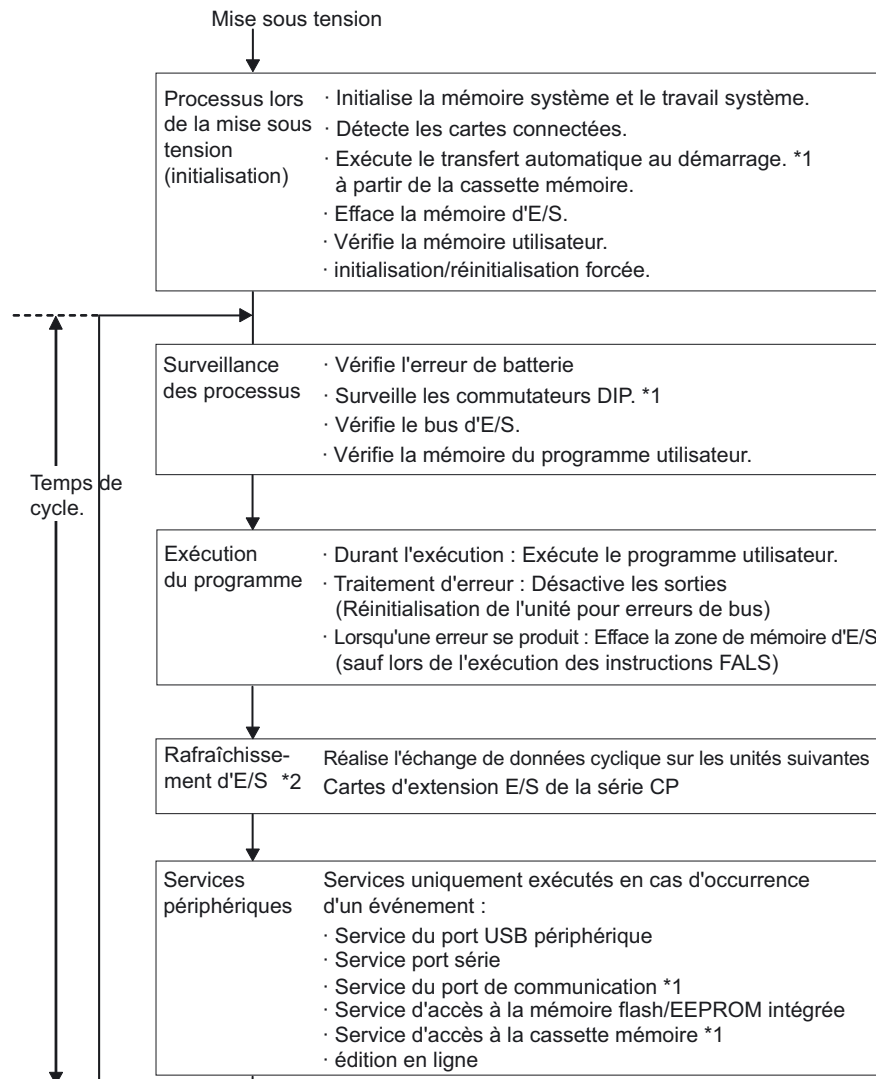 Mise sous tension
Processus lors
de la mise sous
tension
(initialisation)
· Initialise la mémoire système et le travail système.
· Détecte les cartes connectées.
· Exécute le transfert automatique au démarrage. *1
à partir de la cassette mémoire.
· Efface la mémoire d'E/S.
· Vérifie la mémoire utilisateur.
· initialisation/réinitialisation forcée.
Temps de
cycle.
Surveillance
des processus
· Vérifie l'erreur de batterie
· Surveille les commutateurs DIP. *1
· Vérifie le bus d'E/S.
· Vérifie la mémoire du programme utilisateur.
Exécution
du programme
· Durant l'exécution : Exécute le programme utilisateur.
· Traitement d'erreur : Désactive les sorties
(Réinitialisation de l'unité pour erreurs de bus)
· Lorsqu'une erreur se produit : Efface la zone de mémoire d'E/S
(sauf lors de l'exécution des instructions FALS)
Rafraîchisse-
ment d'E/S *2
Réalise l'échange de données cyclique sur les unités suivantes
Cartes d'extension E/S de la série CP
Services
périphériques
Services uniquement exécutés en cas d'occurrence
d'un événement :
· Service du port USB périphérique
· Service port série
· Service du port de communication *1
· Service d'accès à la mémoire flash/EEPROM intégrée
· Service d'accès à la cassette mémoire *1
· édition en ligne